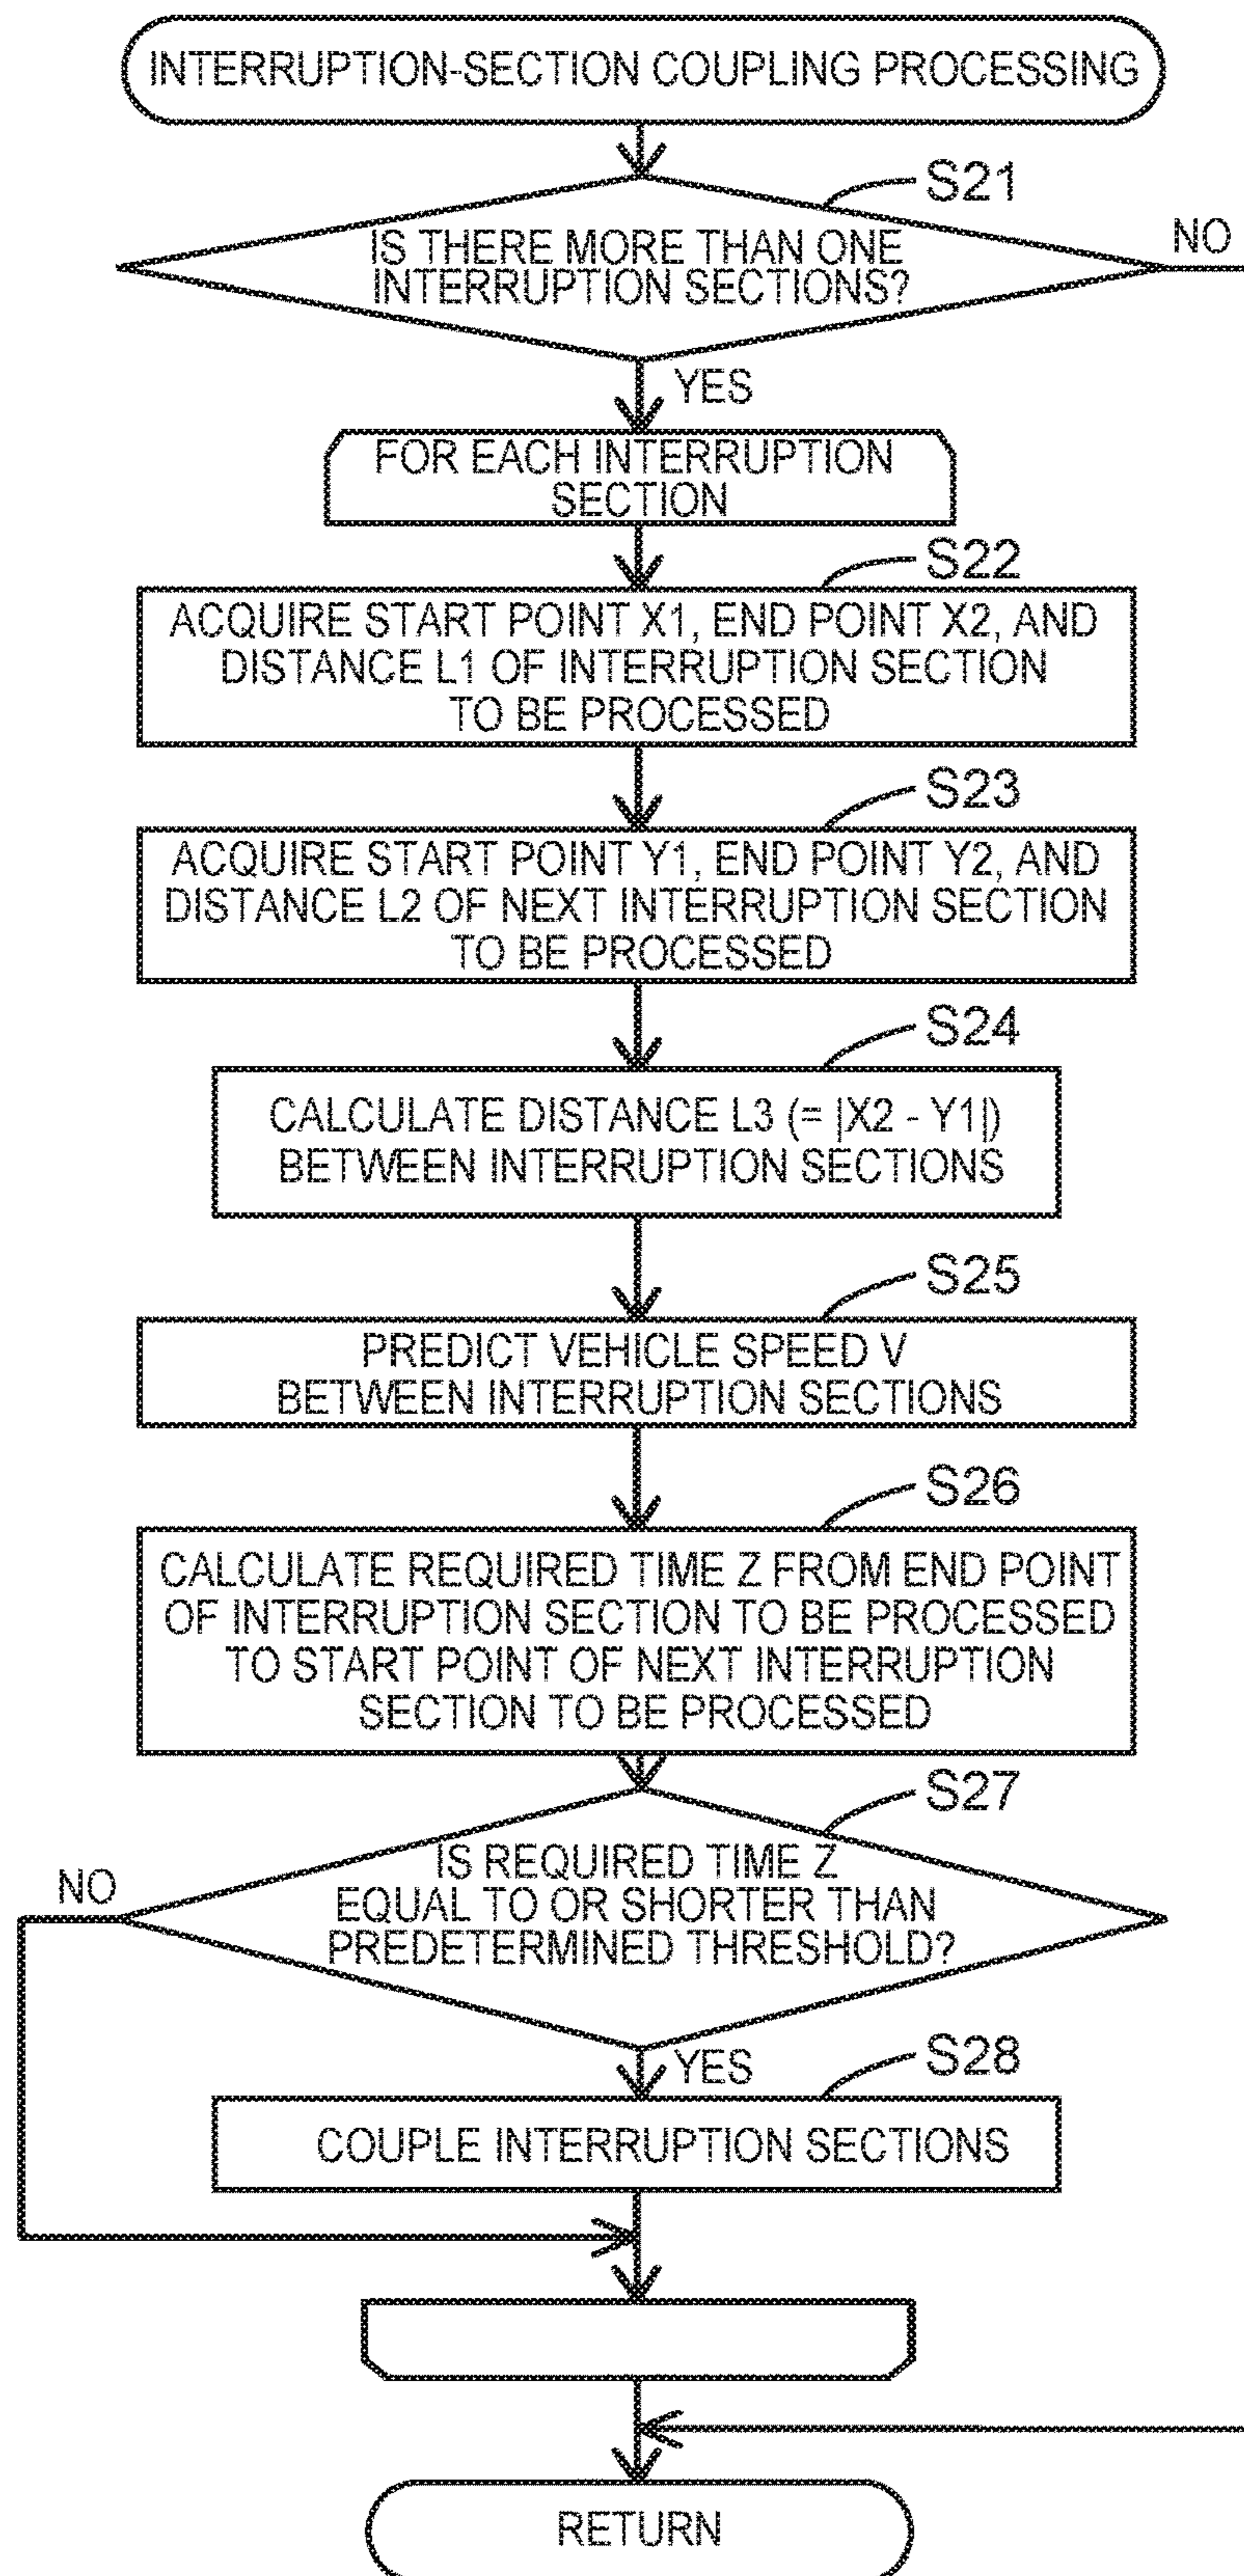 INTERRUPTION-SECTION COUPLING PROCESSING
S21
IS THERE MORE THAN ONE
INTERRUPTION SECTIONS?
NO
YES
FOR EACH INTERRUPTION
SECTION
S22
ACQUIRE START POINT X1, END POINT X2, AND
DISTANCE L1 OF INTERRUPTION SECTION
TO BE PROCESSED
S23
ACQUIRE START POINT Y1, END POINT Y2, AND
DISTANCE L2 OF NEXT INTERRUPTION SECTION
TO BE PROCESSED
S24
CALCULATE DISTANCE L3 (= |X2 - Y1|)
BETWEEN INTERRUPTION SECTIONS
S25
PREDICT VEHICLE SPEED V
BETWEEN INTERRUPTION SECTIONS
S26
CALCULATE REQUIRED TIME Z FROM END POINT
OF INTERRUPTION SECTION TO BE PROCESSED
TO START POINT OF NEXT INTERRUPTION
SECTION TO BE PROCESSED
S27
IS REQUIRED TIME Z
EQUAL TO OR SHORTER THAN
PREDETERMINED THRESHOLD?
NO
YES
S28
COUPLE INTERRUPTION SECTIONS
RETURN